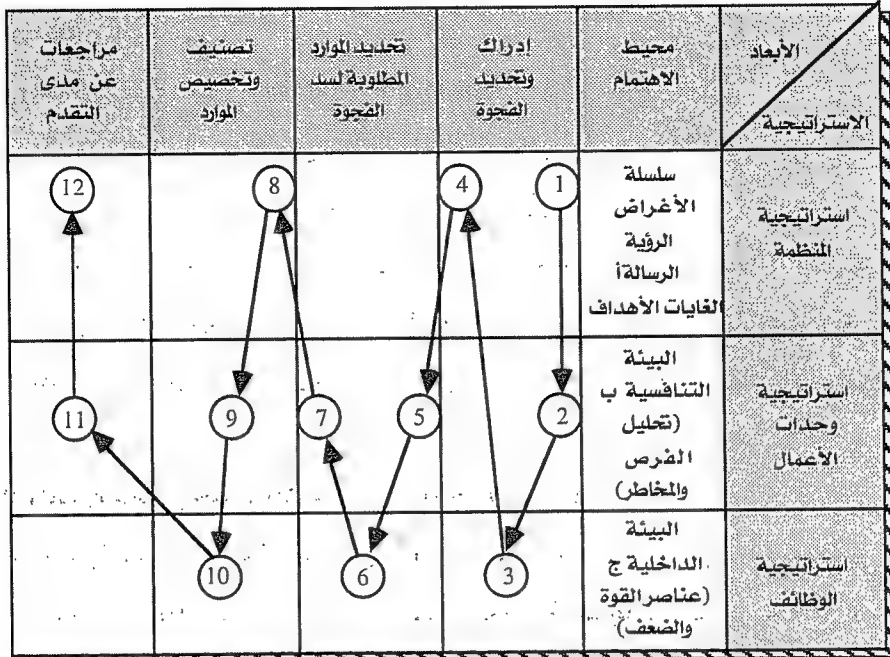 الأبعاد
الاستراتيجية
محيط
الاهتمام
ادراك
وتحديد
الفجوة
تحديد الموارد
المطلوبة لسد
الفجوة
تصنيف
وتخصيص
الموارد
مراجعات
عن مدى
التقدم
استراتيجية
المنظمة
سلسلة
الأغراض
الرؤية
الرسالة أ
الغايات الأهداف
1
4
8
12
استراتيجية
وحدات
الأعمال
البيئة
التنافسية ب
(تحليل
الفرص
والمخاطر)
2
5
7
9
11
استراتيجية
الوظائف
البيئة
الداخلية ج
(عناصر القوة
والضعف)
3
6
10